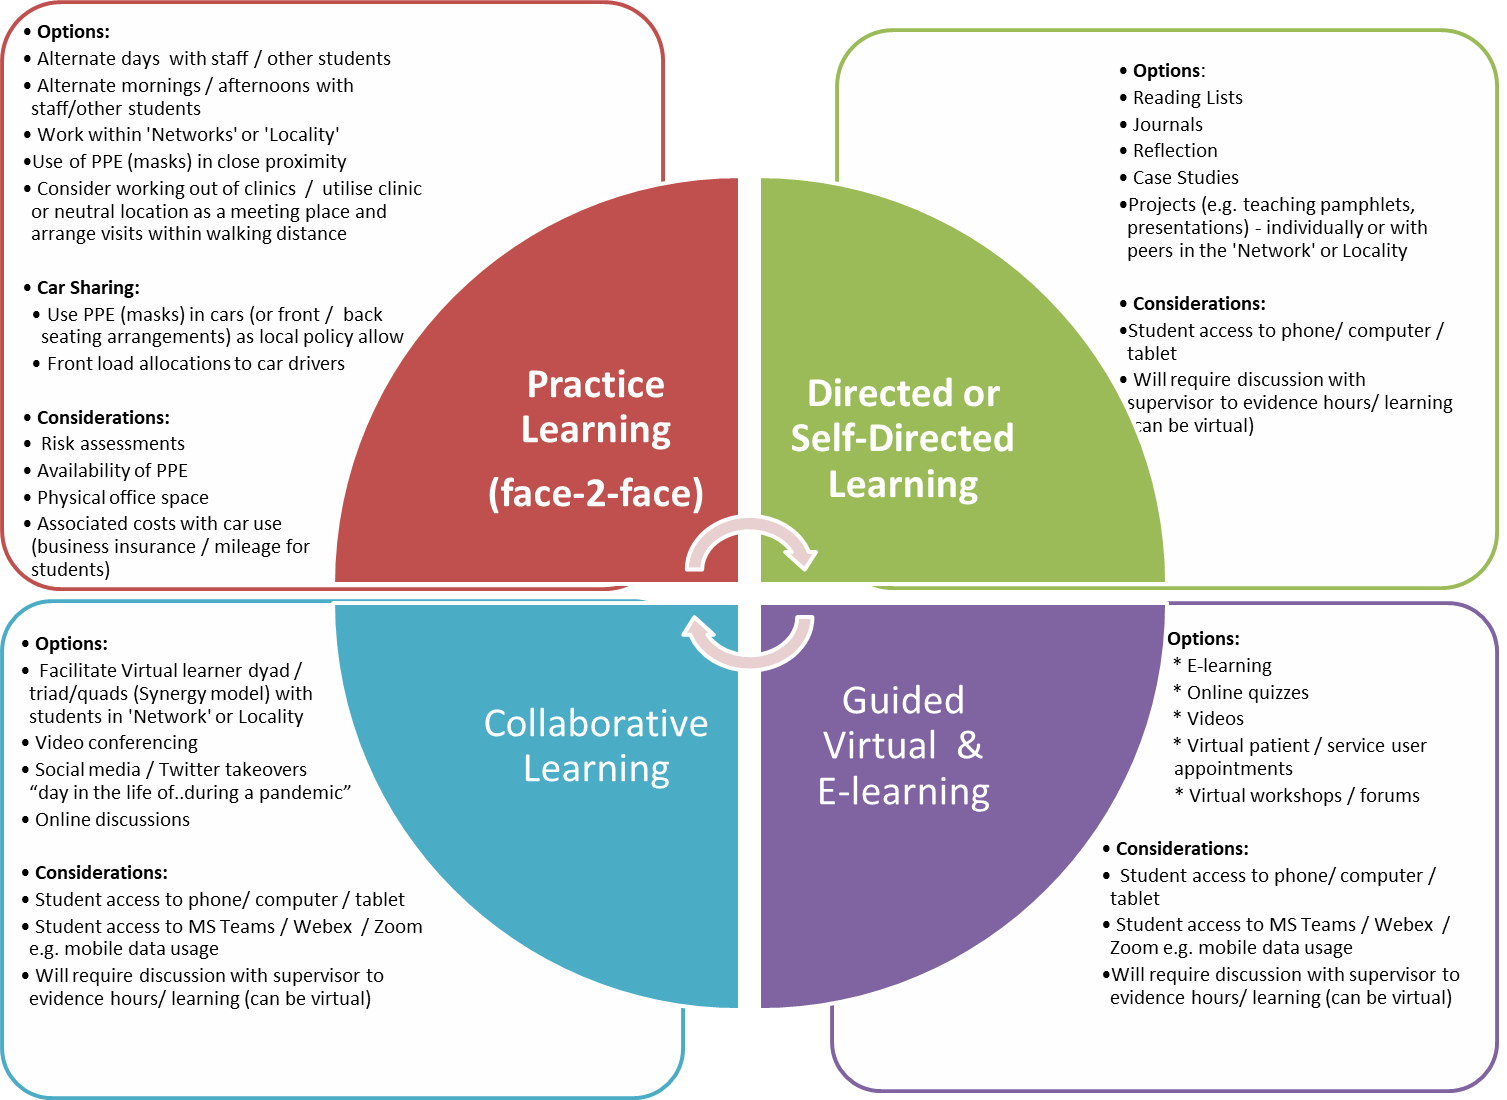 • Options:
• Alternate days  with staff / other students
• Alternate mornings / afternoons with
staff/other students
• Work within 'Networks' or 'Locality'
•Use of PPE (masks) in close proximity
• Consider working out of clinics  /  utilise clinic
or neutral location as a meeting place and
arrange visits within walking distance
• Car Sharing:
• Use PPE (masks) in cars (or front /  back
seating arrangements) as local policy allow
• Front load allocations to car drivers
• Considerations:
•  Risk assessments
• Availability of PPE
• Physical office space
• Associated costs with car use
(business insurance / mileage for
students)
Practice
Learning
(face-2-face)
• Options:
• Reading Lists
• Journals
• Reflection
• Case Studies
•Projects (e.g. teaching pamphlets,
presentations) - individually or with
peers in the 'Network' or Locality
• Considerations:
•Student access to phone/ computer /
tablet
• Will require discussion with
supervisor to evidence hours/ learning
can be virtual)
Directed or
Self-Directed
Learning
• Options:
•  Facilitate Virtual learner dyad /
triad/quads (Synergy model) with
students in 'Network' or Locality
• Video conferencing
• Social media / Twitter takeovers
“day in the life of..during a pandemic”
• Online discussions
• Considerations:
• Student access to phone/ computer / tablet
• Student access to MS Teams / Webex  / Zoom
e.g. mobile data usage
• Will require discussion with supervisor to
evidence hours/ learning (can be virtual)
Collaborative
Learning
Guided
Virtual  &
E-learning
Options:
* E-learning
* Online quizzes
* Videos
* Virtual patient / service user
appointments
* Virtual workshops / forums
• Considerations:
•  Student access to phone/ computer /
tablet
• Student access to MS Teams / Webex  /
Zoom e.g. mobile data usage
•Will require discussion with supervisor to
evidence hours/ learning (can be virtual)